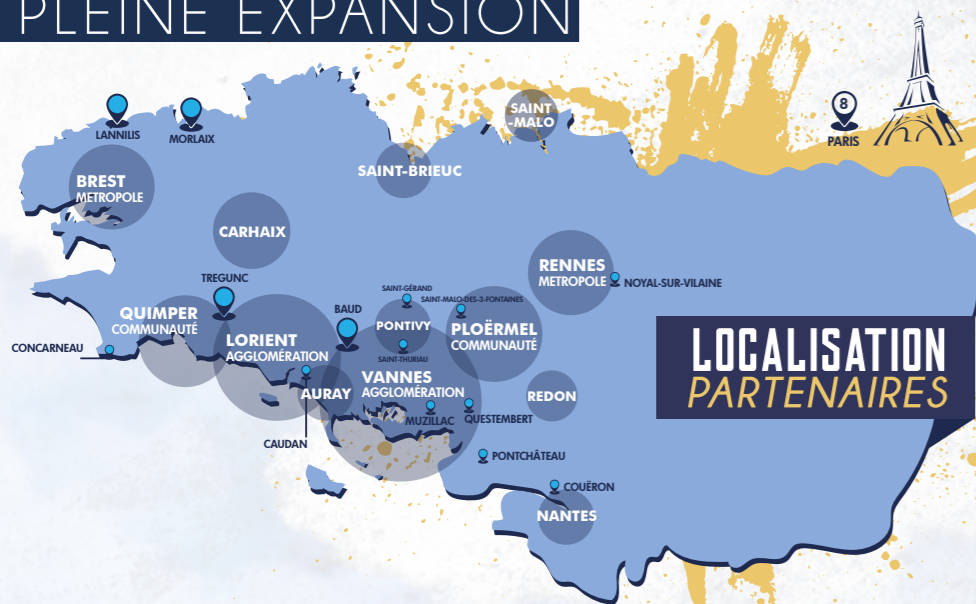 PLEINE EXPANSION
LANNILIS
MORLAIX
SAINT
-MALO
8
PARIS
BREST
METROPOLE
SAINT-BRIEUC
CARHAIX
RENNES
METROPOLE
NOYAL-SUR-VILAINE
TREGUNC
SAINT-GÉRAND
SAINT-MALO-DES-3-FONTAINES
BAUD
QUIMPER
COMMUNAUTÉ
PONTIVY
PLOËRMEL
COMMUNAUTÉ
LORIENT
AGGLOMÉRATION
CONCARNEAU
SAINT-THURIAU
LOCALISATION
PARTENAIRES
VANNES
AGGLOMÉRATION
AURAY
REDON
MUZILLAC
QUESTEMBERT
CAUDAN
PONTCHÂTEAU
COUËRON
NANTES